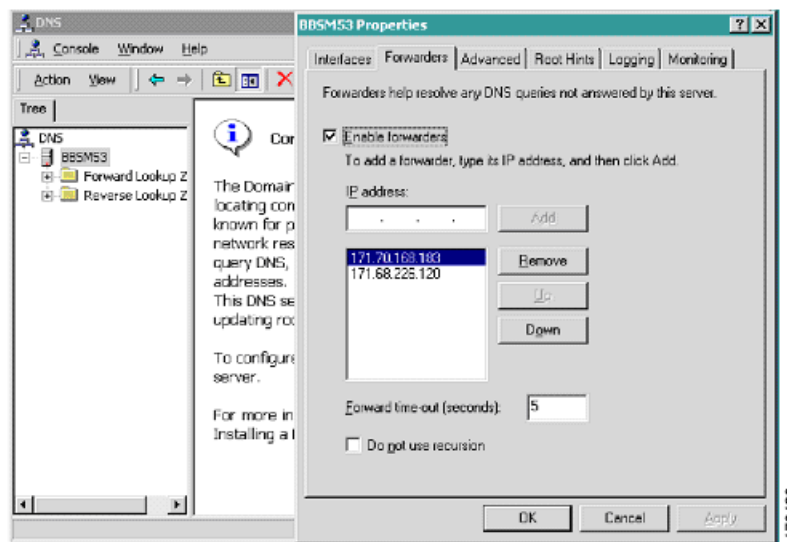 DNS
Console Window Help
Action View
Tree
DNS
BBSM53
Forward Lookup Z
Reverse Lookup Z
Cor
The Domain
locating con
known for p
network res
query DNS,
addresses.
This DNS se
updating roo
To configure
server.
For more in
Installing a
BBSM53 Properties
Interfaces Forwarders Advanced Root Hints Logging Monitoring
Forwarders help resolve any DNS queries not answered by this server.
Enable forwarders
To add a forwarder, type its IP address, and then click Add.
IP address:
. . . Add
171.70.168.183 Remove
171.68.226.120
Up
Down
Forward time-out (seconds): 5
Do not use recursion
OK Cancel Apply